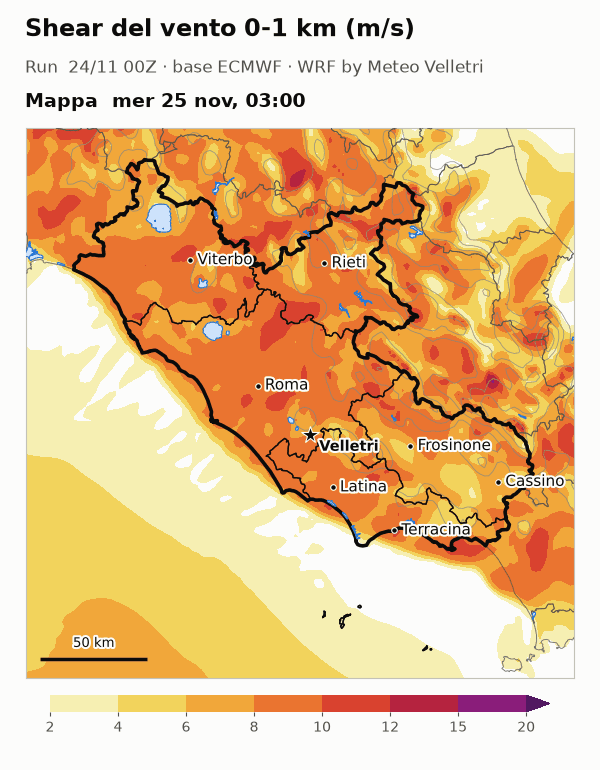 Shear del vento 0-1 km (m/s)
Run  24/11 00Z · base ECMWF · WRF by Meteo Velletri
Mappa  mer 25 nov, 03:00
Viterbo
Rieti
Roma
Velletri
Frosinone
Cassino
Latina
Terracina
50 km
2 4 6 8 10 12 15 20